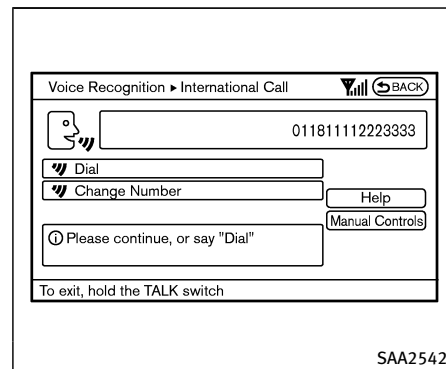 Voice Recognition ▸ International Call BACK
011811112223333
Dial
Change Number
Help
Manual Controls
Please continue, or say "Dial"
To exit, hold the TALK switch
SAA2542